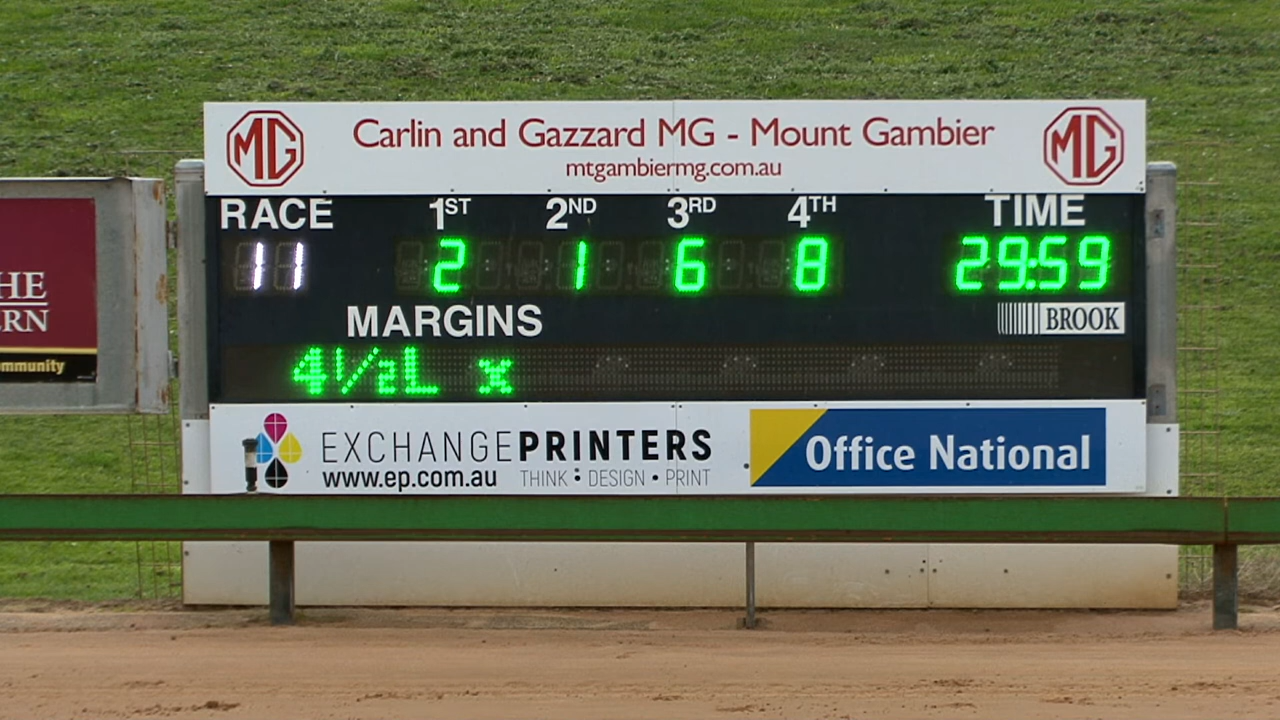 MG Carlin and Gazzard MG - Mount Gambier MG
mtgambiermg.com.au
RACE 1ST 2ND 3RD 4TH TIME
11 2 1 6 8 29:59
MARGINS BROOK
4½L x
EXCHANGEPRINTERS
www.ep.com.au THINK : DESIGN • PRINT
Office National
mmunity